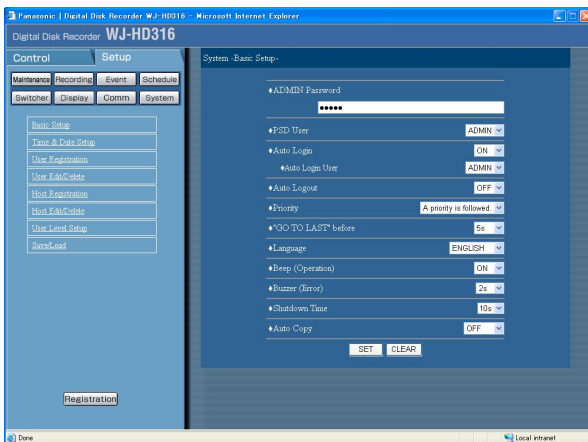 Panasonic | Digital Disk Recorder WJ-HD316 - Microsoft Internet Explorer
Digital Disk Recorder WJ-HD316
Control Setup
Maintenance Recording Event Schedule
Switcher Display Comm System
Basic Setup
Time & Date Setup
User Registration
User Edit/Delete
Host Registration
Host Edit/Delete
User Level Setup
Save/Load
Registration
System -Basic Setup-
♦ADMIN Password
•••••
♦PSD User ADMIN
♦Auto Login ON
♦Auto Login User ADMIN
♦Auto Logout OFF
♦Priority A priority is followed.
♦"GO TO LAST" before 5s
♦Language ENGLISH
♦Beep (Operation) ON
♦Buzzer (Error) 2s
♦Shutdown Time 10s
♦Auto Copy OFF
SET CLEAR
Done Local intranet